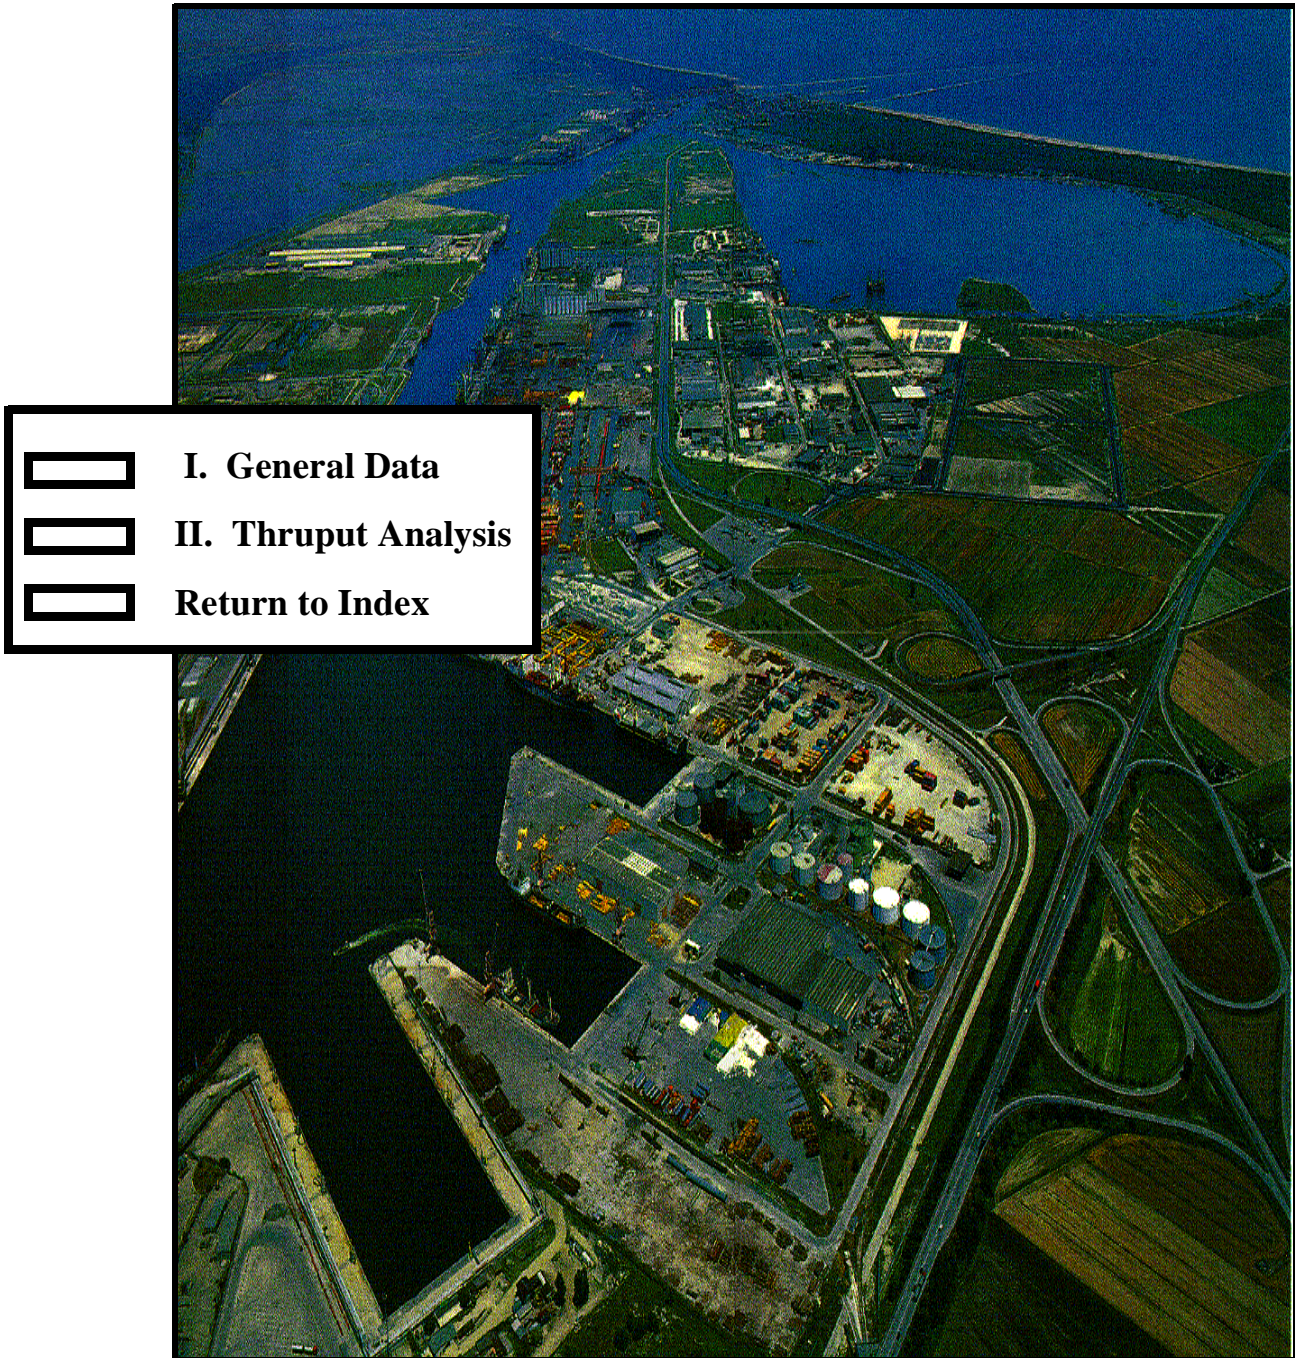 I. General Data
II. Thruput Analysis
Return to Index